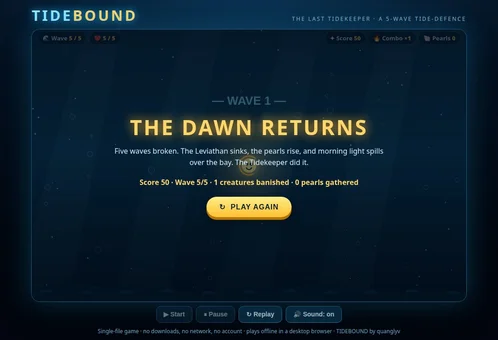 TIDEBOUND
THE LAST TIDEKEEPER · A 5-WAVE TIDE-DEFENCE
Wave 5 / 5
5 / 5
Score 50
Combo ×1
Pearls 0
— WAVE 1 —
THE DAWN RETURNS
Five waves broken. The Leviathan sinks, the pearls rise, and morning light spills
over the bay. The Tidekeeper did it.
Score 50 · Wave 5/5 · 1 creatures banished · 0 pearls gathered
↻ PLAY AGAIN
▶ Start
Pause
↻ Replay
Sound: on
Single-file game · no downloads, no network, no account · plays offline in a desktop browser · TIDEBOUND by quanglyv